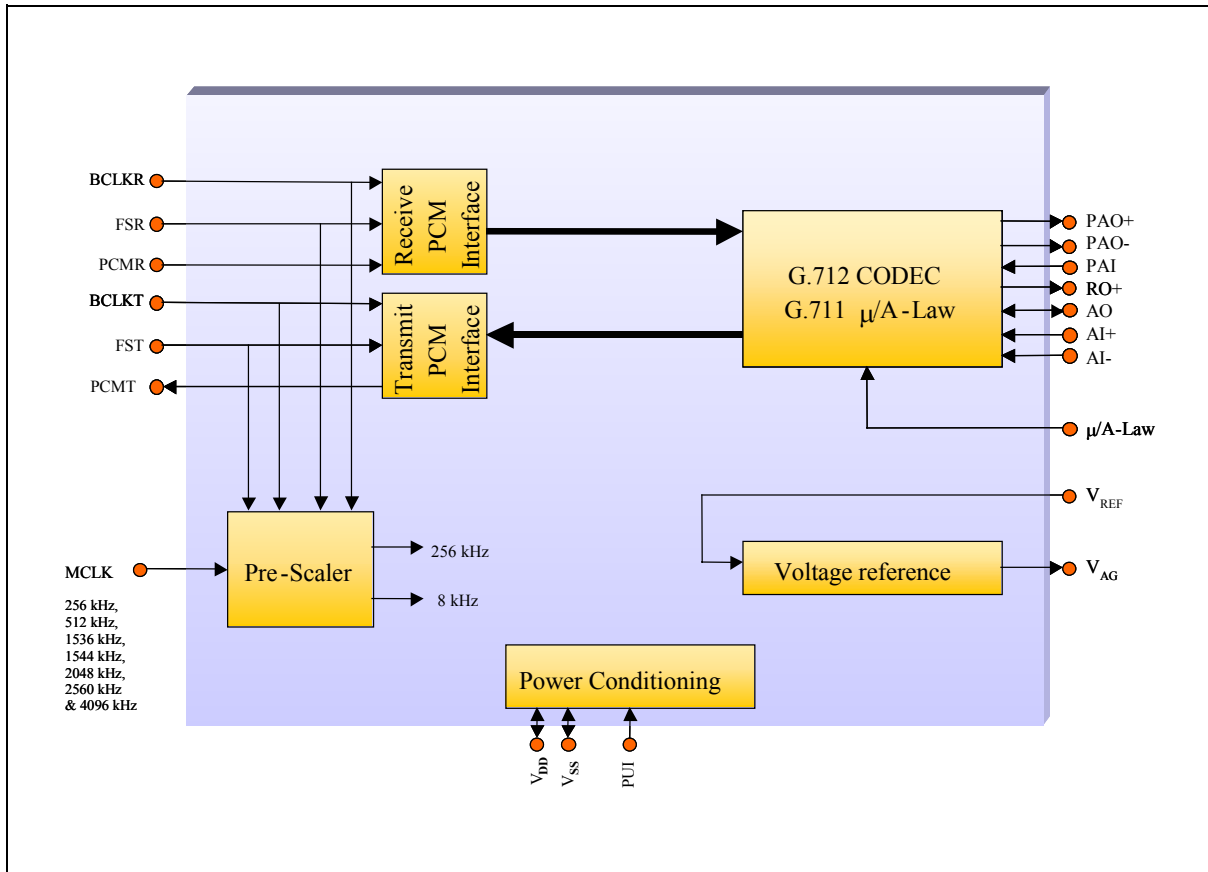 BCLKR
FSR
PCMR
BCLKT
FST
PCMT
Receive
PCM
Interface
Transmit
PCM
Interface
G.712 CODEC
G.711 μ/A-Law
PAO+
PAO-
PAI
RO+
AO
AI+
AI-
μ/A-Law
VREF
VAG
Voltage reference
MCLK
256 kHz,
512 kHz,
1536 kHz,
1544 kHz,
2048 kHz,
2560 kHz
& 4096 kHz
Pre-Scaler
256 kHz
8 kHz
Power Conditioning
VDD
VSS
PUI